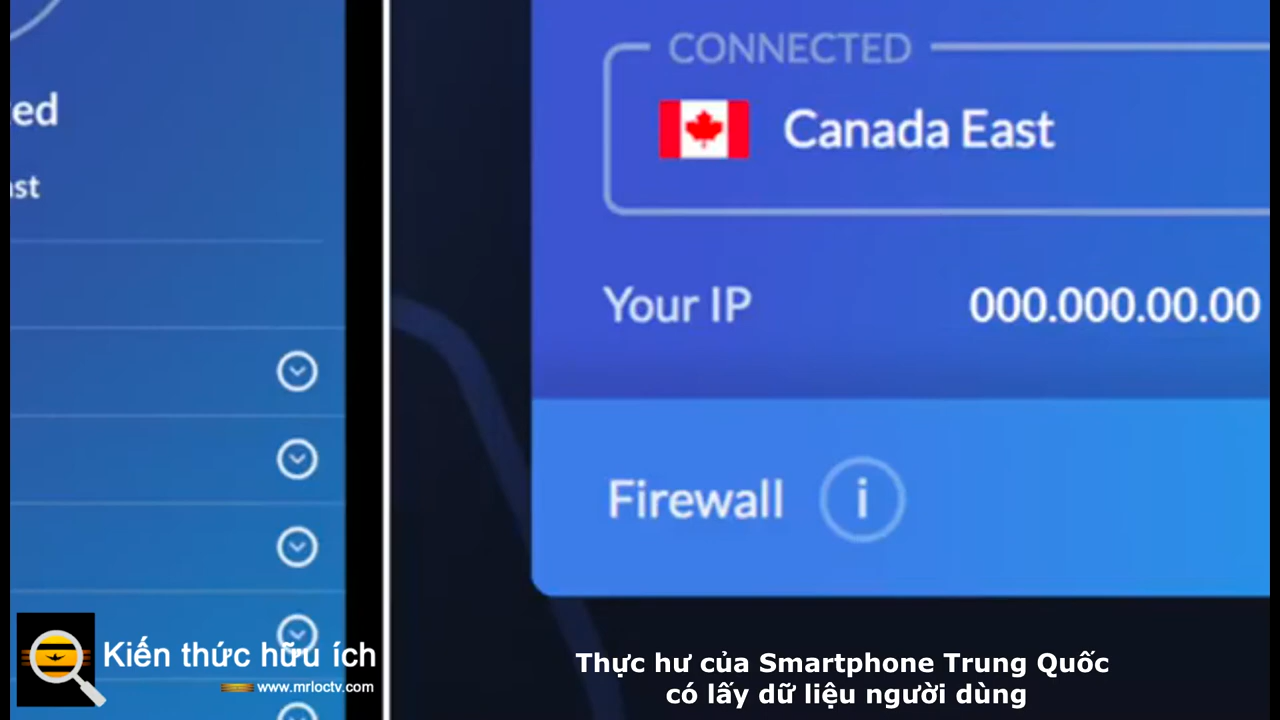 ed
st
CONNECTED
Canada East
Your IP
000.000.00.00
Firewall
i
Kiến thức hữu ích
www.mrloctv.com
Thực hư của Smartphone Trung Quốc
có lấy dữ liệu người dùng